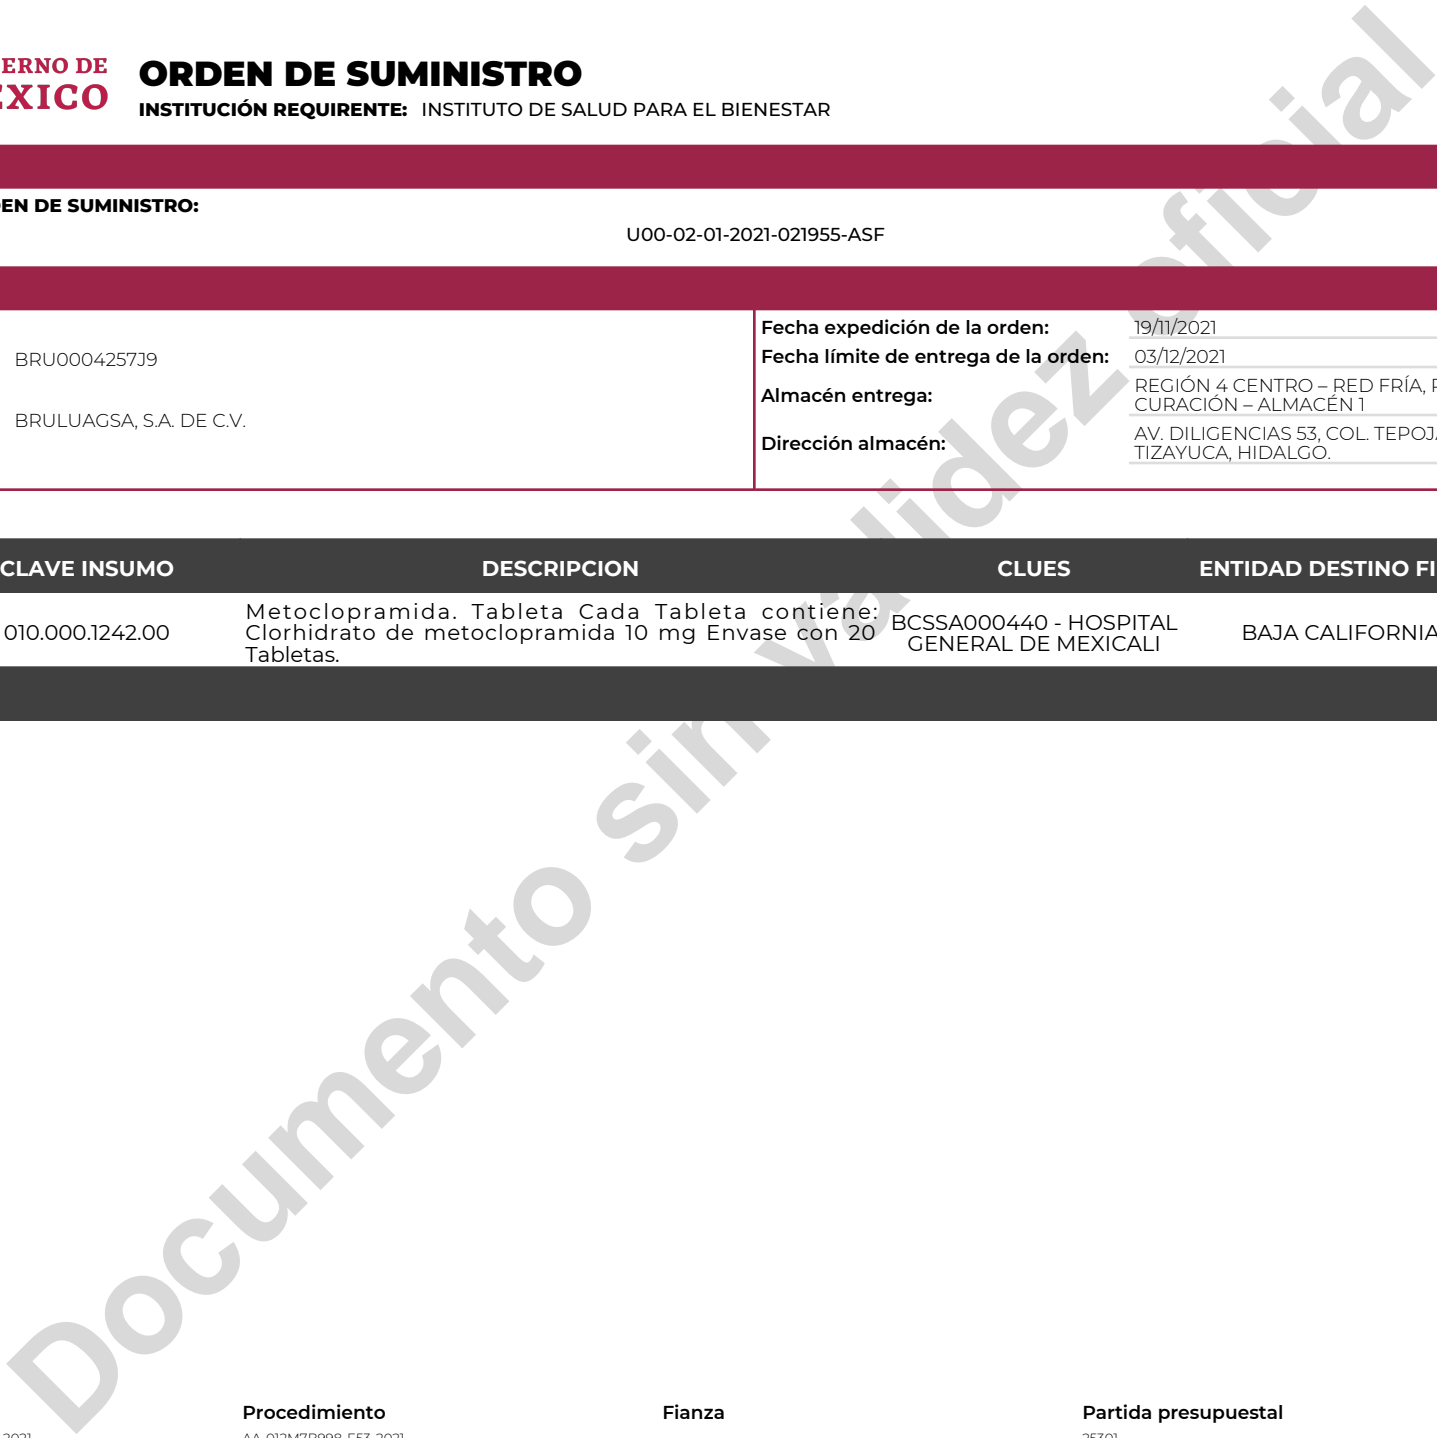 ERNO DE
EXICO
ORDEN DE SUMINISTRO
INSTITUCIÓN REQUIRENTE: INSTITUTO DE SALUD PARA EL BIENESTAR
EN DE SUMINISTRO:
U00-02-01-2021-021955-ASF
BRU0004257J9
BRULUAGSA, S.A. DE C.V.
Fecha expedición de la orden: 19/11/2021
Fecha límite de entrega de la orden: 03/12/2021
Almacén entrega:
REGIÓN 4 CENTRO – RED FRÍA,
CURACIÓN – ALMACÉN 1
Dirección almacén:
AV. DILIGENCIAS 53, COL. TEPOJ
TIZAYUCA, HIDALGO.
CLAVE INSUMO DESCRIPCION CLUES ENTIDAD DESTINO FI
010.000.1242.00
Metoclopramida. Tableta Cada Tableta contiene:
Clorhidrato de metoclopramida 10 mg Envase con 20
Tabletas.
BCSSA000440 - HOSPITAL
GENERAL DE MEXICALI
BAJA CALIFORNIA
Documento sin validez oficial
Procedimiento Fianza Partida presupuestal